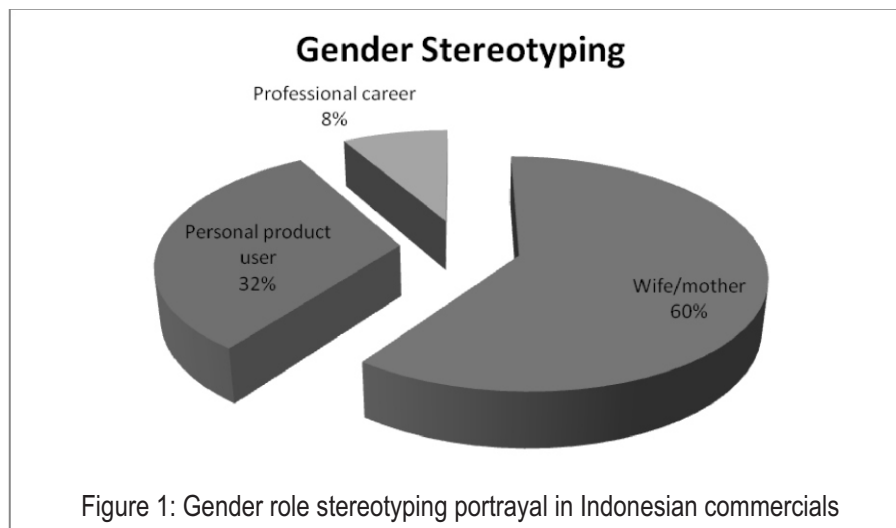 Gender Stereotyping
Professional career
8%
Personal product
user
32%
Wife/mother
60%
Figure 1: Gender role stereotyping portrayal in Indonesian commercials